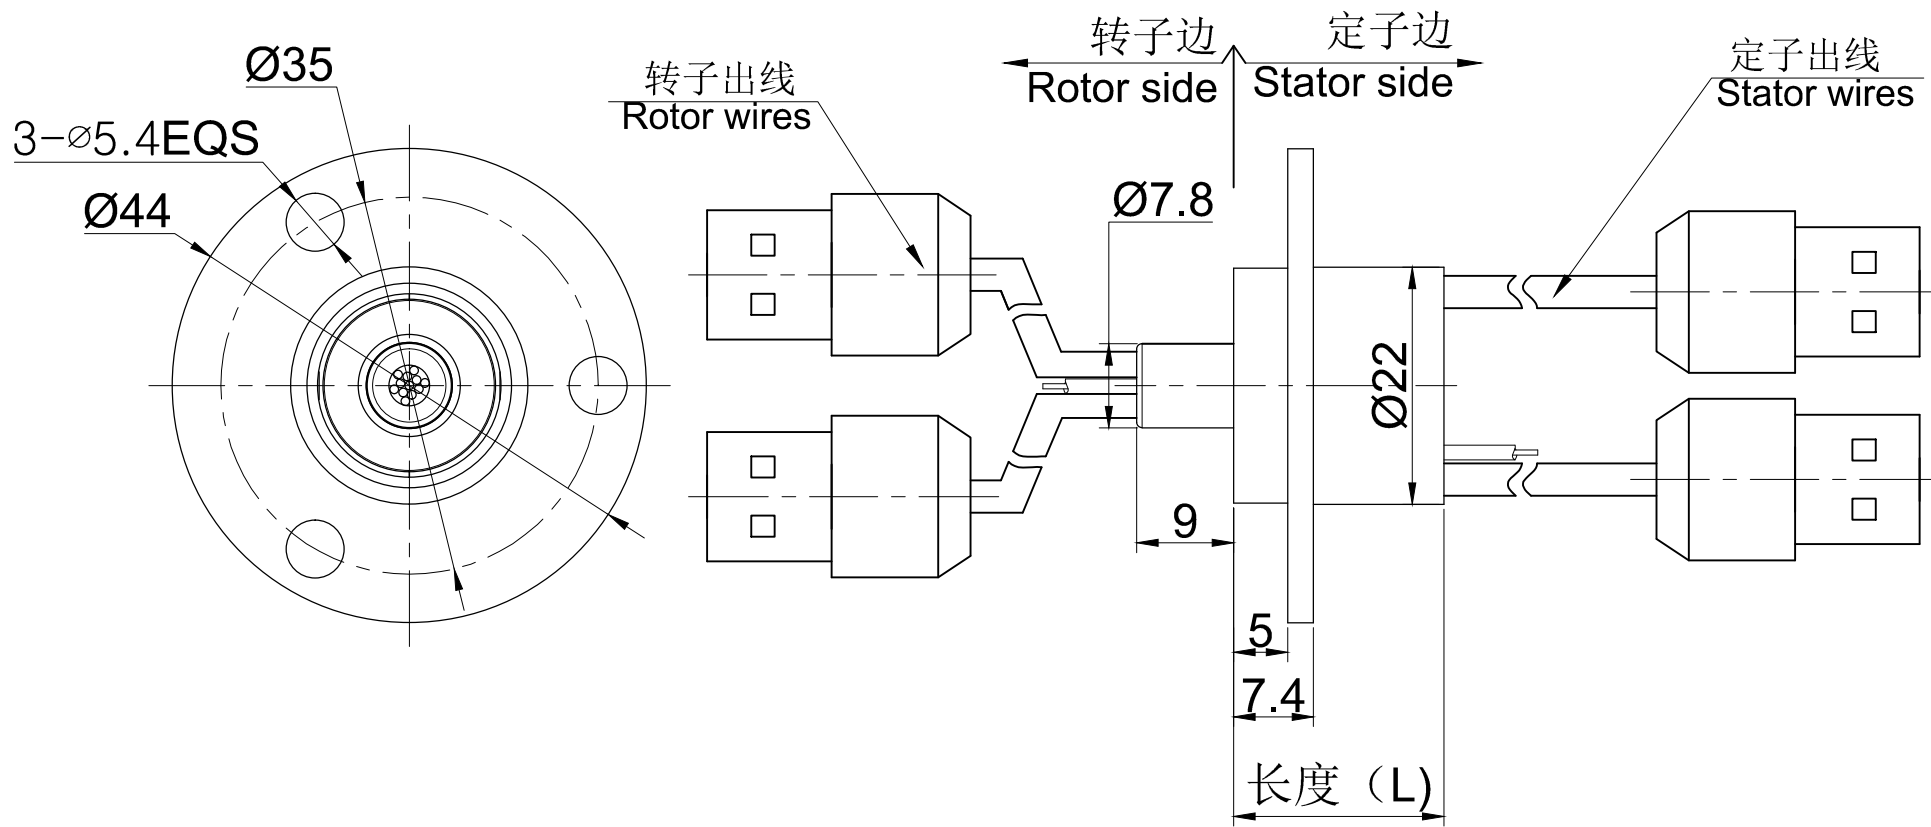 Ø35
3-⌀5.4EQS
Ø44
转子出线
Rotor wires
转子边
Rotor side
定子边
Stator side
定子出线
Stator wires
Ø7.8
Ø22
9
5
7.4
长度（L)